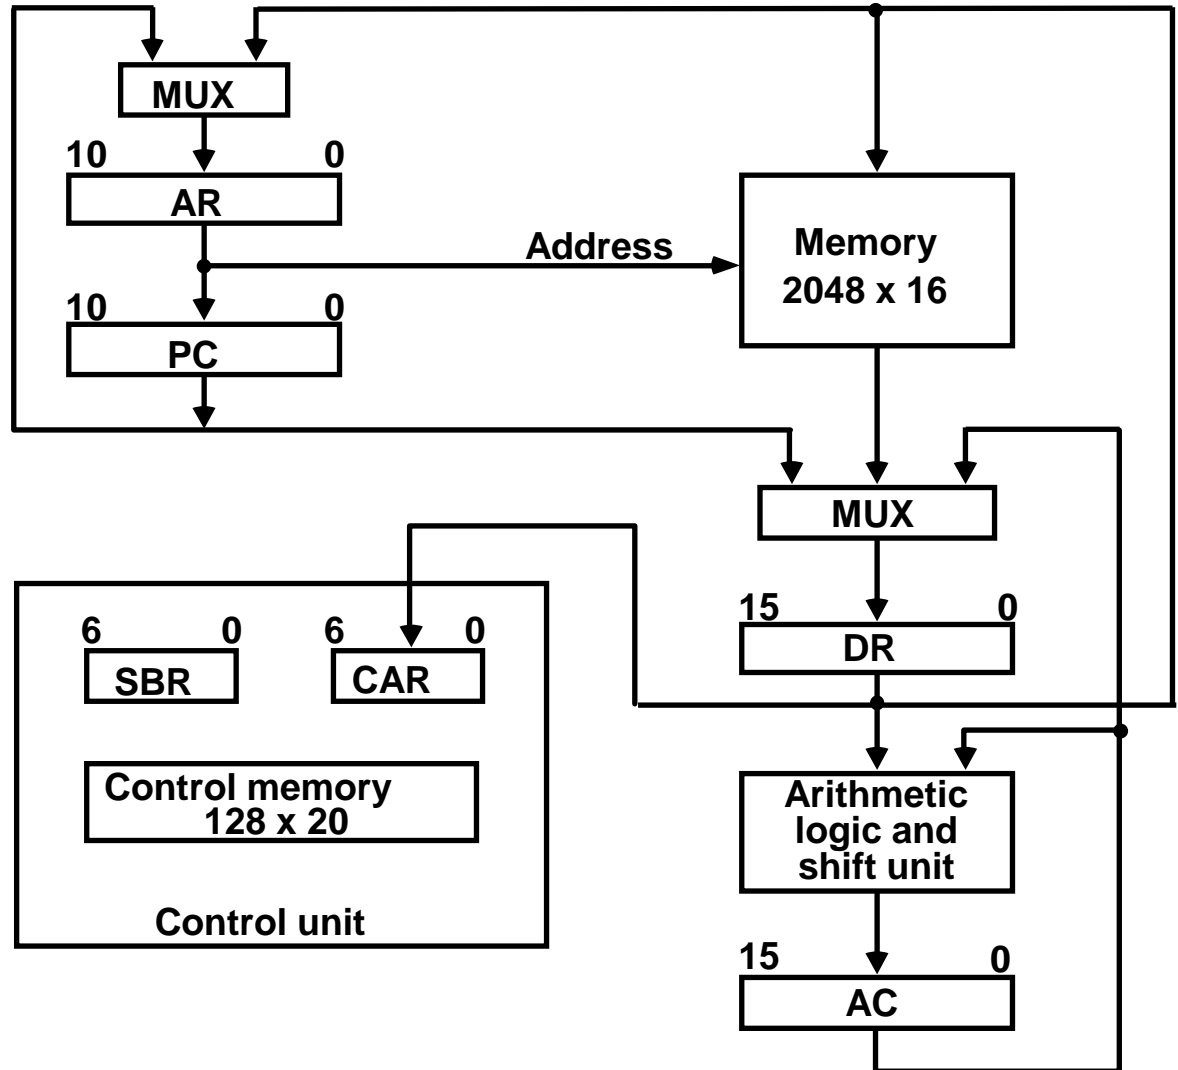 MUX
10 0
AR
Address
Memory
2048 x 16
10 0
PC
MUX
15 0
DR
6 0 6 0
SBR CAR
Control memory
128 x 20
Control unit
Arithmetic
logic and
shift unit
15 0
AC